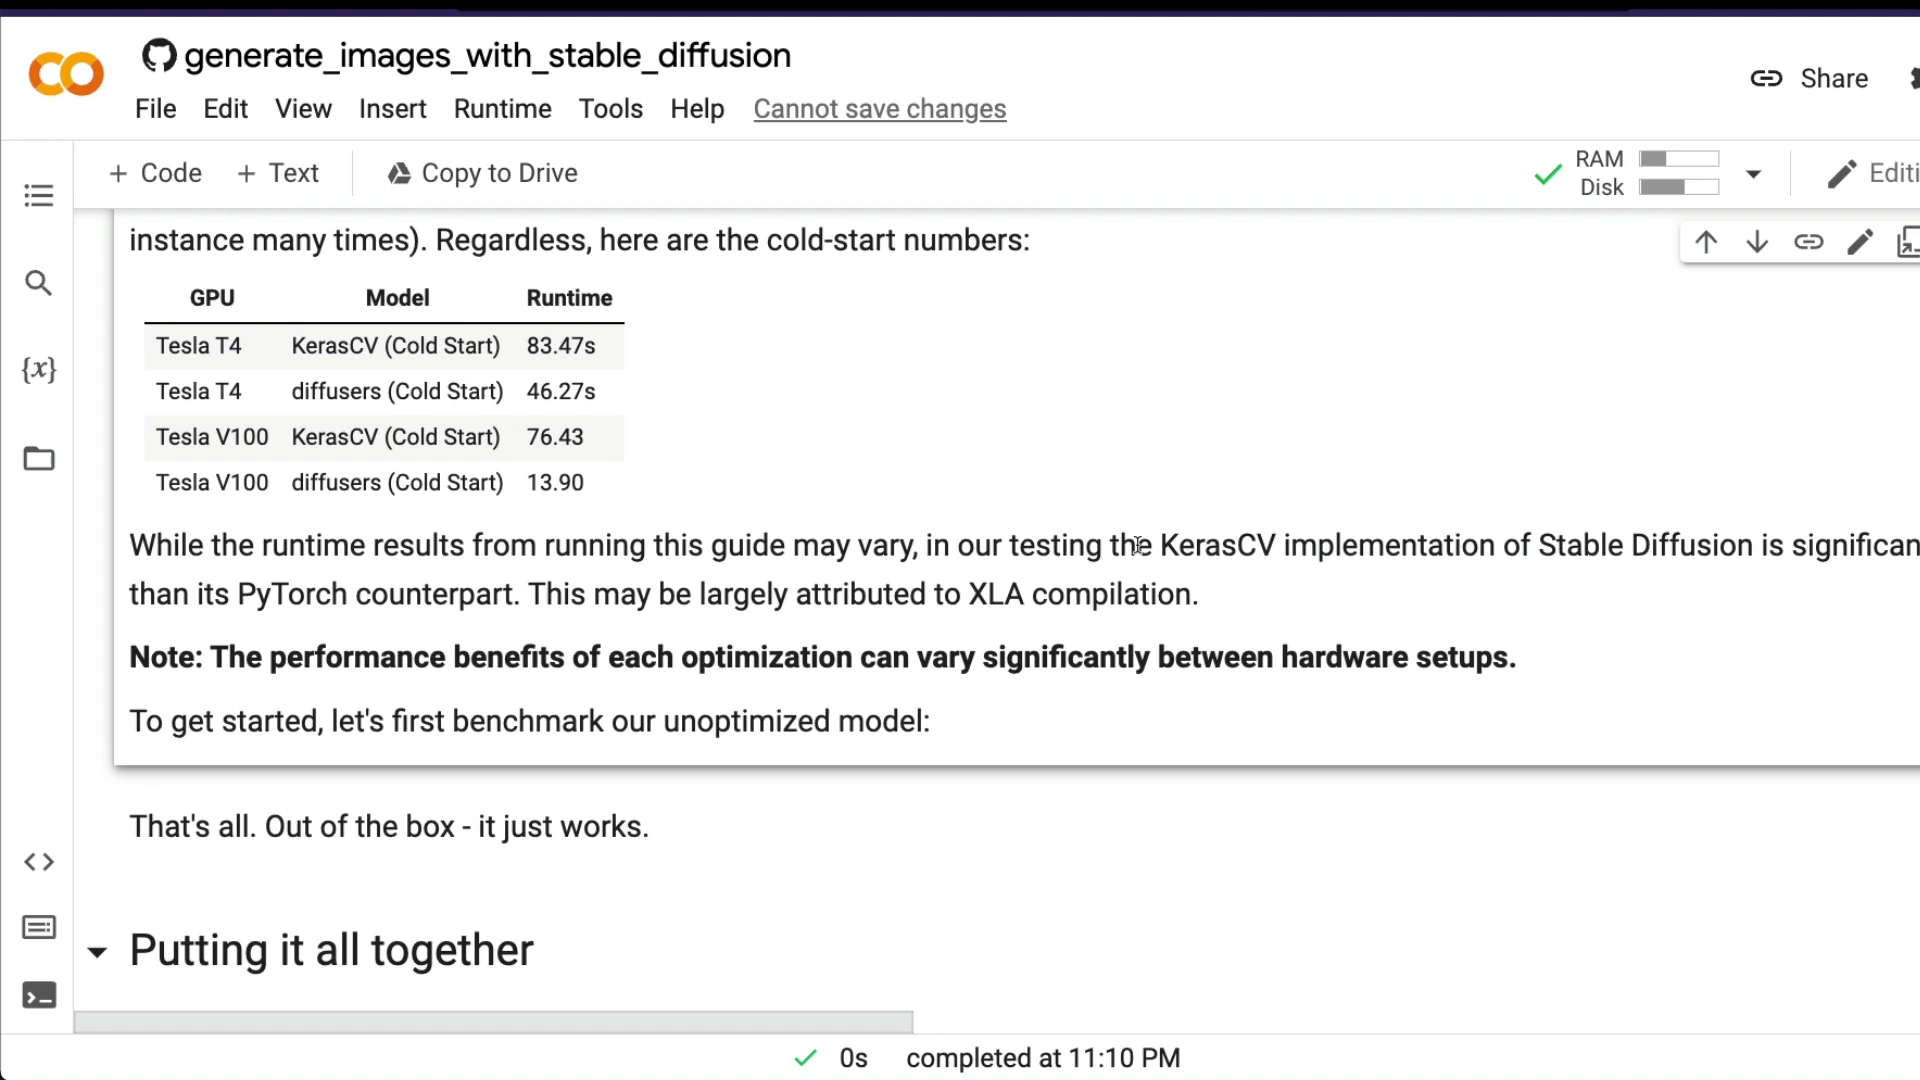 generate_images_with_stable_diffusion
File Edit View Insert Runtime Tools Help Cannot save changes
Share
+ Code + Text Copy to Drive
RAM
Disk
{x}
instance many times). Regardless, here are the cold-start numbers:
GPU Model Runtime
Tesla T4 KerasCV (Cold Start) 83.47s
Tesla T4 diffusers (Cold Start) 46.27s
Tesla V100 KerasCV (Cold Start) 76.43
Tesla V100 diffusers (Cold Start) 13.90
While the runtime results from running this guide may vary, in our testing the KerasCV implementation of Stable Diffusion is
than its PyTorch counterpart. This may be largely attributed to XLA compilation.
Note: The performance benefits of each optimization can vary significantly between hardware setups.
To get started, let's first benchmark our unoptimized model:
That's all. Out of the box - it just works.
Putting it all together
0s completed at 11:10 PM